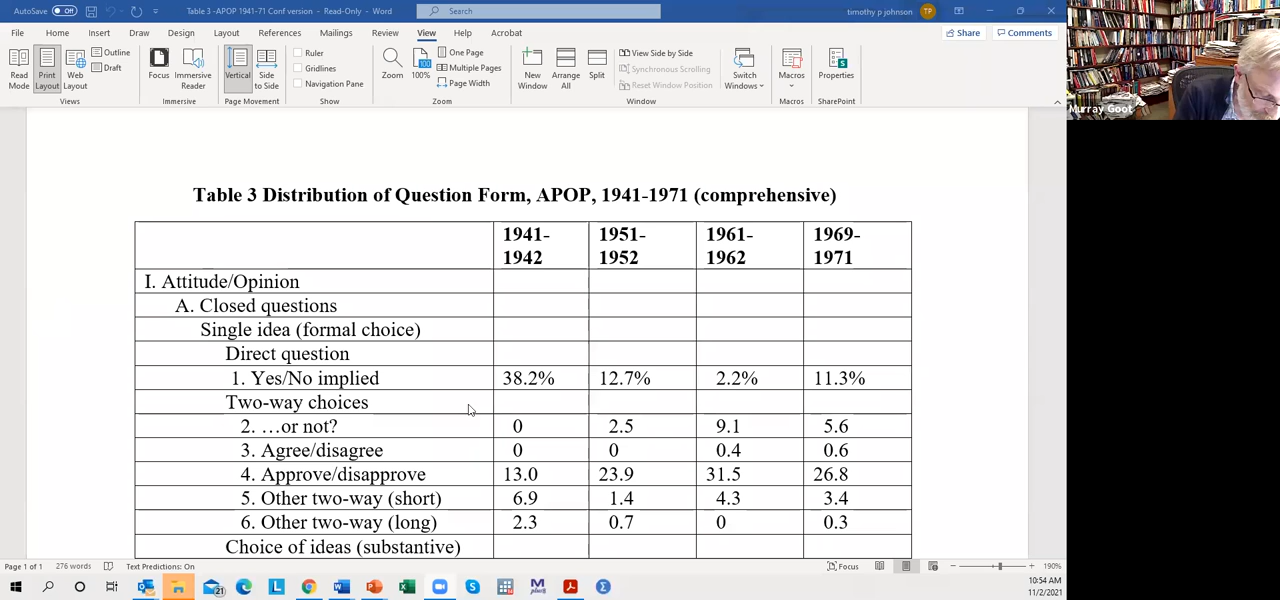 AutoSave Off Table 3 -APOP 1941-71 Conf version - Read-Only - Word Search timothy p johnson TP
File Home Insert Draw Design Layout References Mailings Review View Help Acrobat Share Comments
Read Mode Print Layout Web Layout Outline Draft Views
Focus Immersive Reader Immersive
Vertical Side to Side Page Movement
Ruler Gridlines Navigation Pane Show
Zoom 100 100% One Page Multiple Pages Page Width Zoom
New Window Arrange All Split View Side by Side Synchronous Scrolling Reset Window Position Switch Windows Window
Macros Macros
Properties SharePoint
Murray Goot
Table 3 Distribution of Question Form, APOP, 1941-1971 (comprehensive)
1941-1942 1951-1952 1961-1962 1969-1971
I. Attitude/Opinion
A. Closed questions
Single idea (formal choice)
Direct question
1. Yes/No implied 38.2% 12.7% 2.2% 11.3%
Two-way choices
2. …or not? 0 2.5 9.1 5.6
3. Agree/disagree 0 0 0.4 0.6
4. Approve/disapprove 13.0 23.9 31.5 26.8
5. Other two-way (short) 6.9 1.4 4.3 3.4
6. Other two-way (long) 2.3 0.7 0 0.3
Choice of ideas (substantive)
Page 1 of 1 276 words Text Predictions: On Focus 190%
21 10:54 AM
11/2/2021